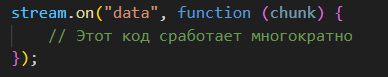 stream.on("data", function (chunk) {
// Этот код сработает многократно
});